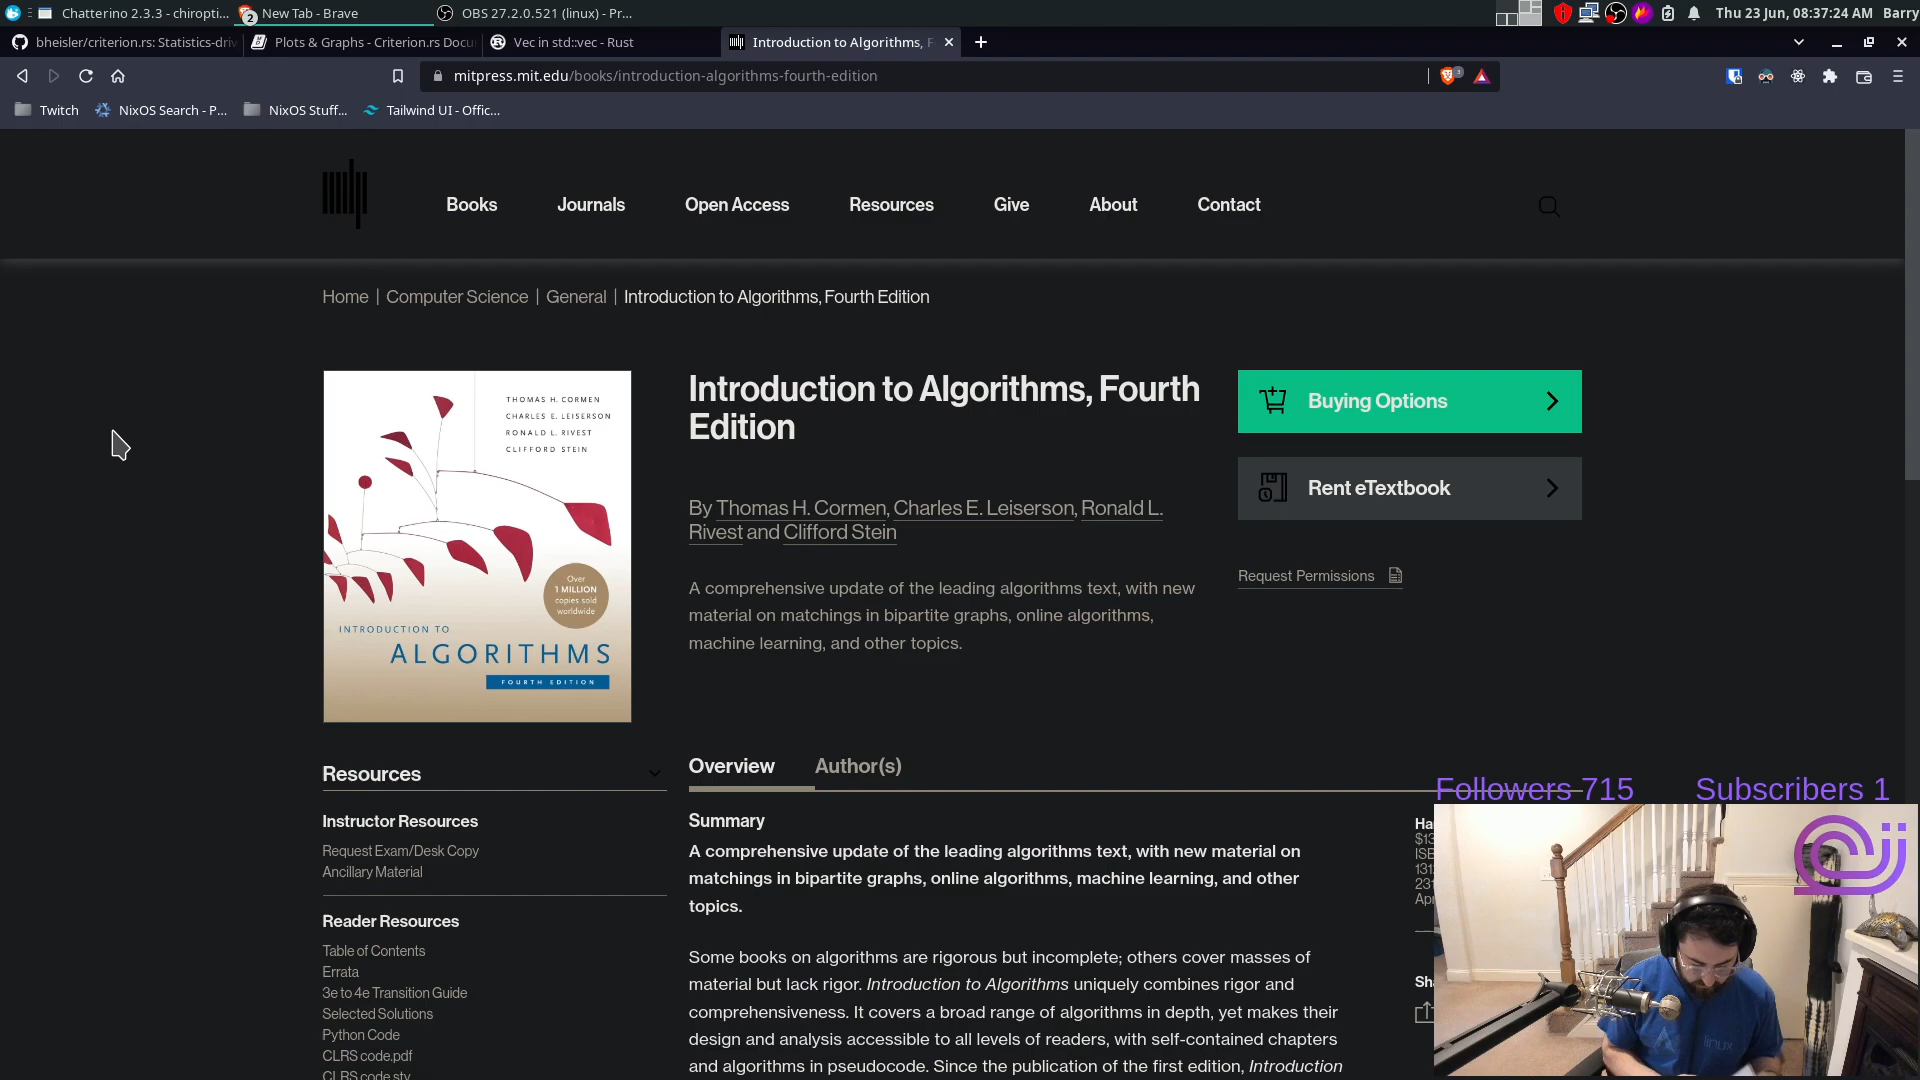 Chatterino 2.3.3 - chiropti...
2
New Tab - Brave
OBS 27.2.0.521 (linux) - Pr...
Thu 23 Jun, 08:37:24 AM Barry
bheisler/criterion.rs: Statistics-driv
Plots & Graphs - Criterion.rs Docu
Vec in std::vec - Rust
Introduction to Algorithms, F
mitpress.mit.edu/books/introduction-algorithms-fourth-edition
3
Twitch
NixOS Search - P...
NixOS Stuff...
Tailwind UI - Offic...
Books
Journals
Open Access
Resources
Give
About
Contact
Home | Computer Science | General | Introduction to Algorithms, Fourth Edition
THOMAS H. CORMEN
CHARLES E. LEISERSON
RONALD L. RIVEST
CLIFFORD STEIN
Over
1 MILLION
copies sold
worldwide
INTRODUCTION TO
ALGORITHMS
FOURTH EDITION
Introduction to Algorithms, Fourth
Edition
By Thomas H. Cormen, Charles E. Leiserson, Ronald L.
Rivest and Clifford Stein
A comprehensive update of the leading algorithms text, with new
material on matchings in bipartite graphs, online algorithms,
machine learning, and other topics.
Buying Options
Rent eTextbook
Request Permissions
Resources
Instructor Resources
Request Exam/Desk Copy
Ancillary Material
Reader Resources
Table of Contents
Errata
3e to 4e Transition Guide
Selected Solutions
Python Code
CLRS code.pdf
CLRS code.sty
Overview
Author(s)
Summary
A comprehensive update of the leading algorithms text, with new material on
matchings in bipartite graphs, online algorithms, machine learning, and other
topics.
Some books on algorithms are rigorous but incomplete; others cover masses of
material but lack rigor. Introduction to Algorithms uniquely combines rigor and
comprehensiveness. It covers a broad range of algorithms in depth, yet makes their
design and analysis accessible to all levels of readers, with self-contained chapters
and algorithms in pseudocode. Since the publication of the first edition, Introduction
Followers 715
Subscribers 1
linux